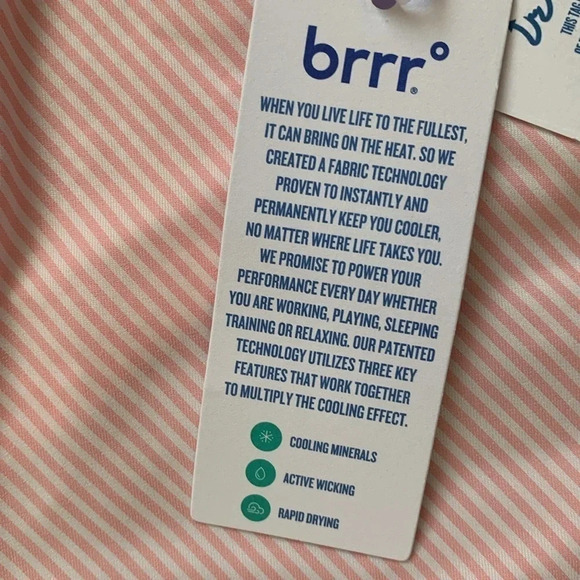 brrr°
®
WHEN YOU LIVE LIFE TO THE FULLEST,
IT CAN BRING ON THE HEAT. SO WE
CREATED A FABRIC TECHNOLOGY
PROVEN TO INSTANTLY AND
PERMANENTLY KEEP YOU COOLER,
NO MATTER WHERE LIFE TAKES YOU.
WE PROMISE TO POWER YOUR
PERFORMANCE EVERY DAY WHETHER
YOU ARE WORKING, PLAYING, SLEEPING
TRAINING OR RELAXING. OUR PATENTED
TECHNOLOGY UTILIZES THREE KEY
FEATURES THAT WORK TOGETHER
TO MULTIPLY THE COOLING EFFECT.
COOLING MINERALS
ACTIVE WICKING
RAPID DRYING
THIS TAG